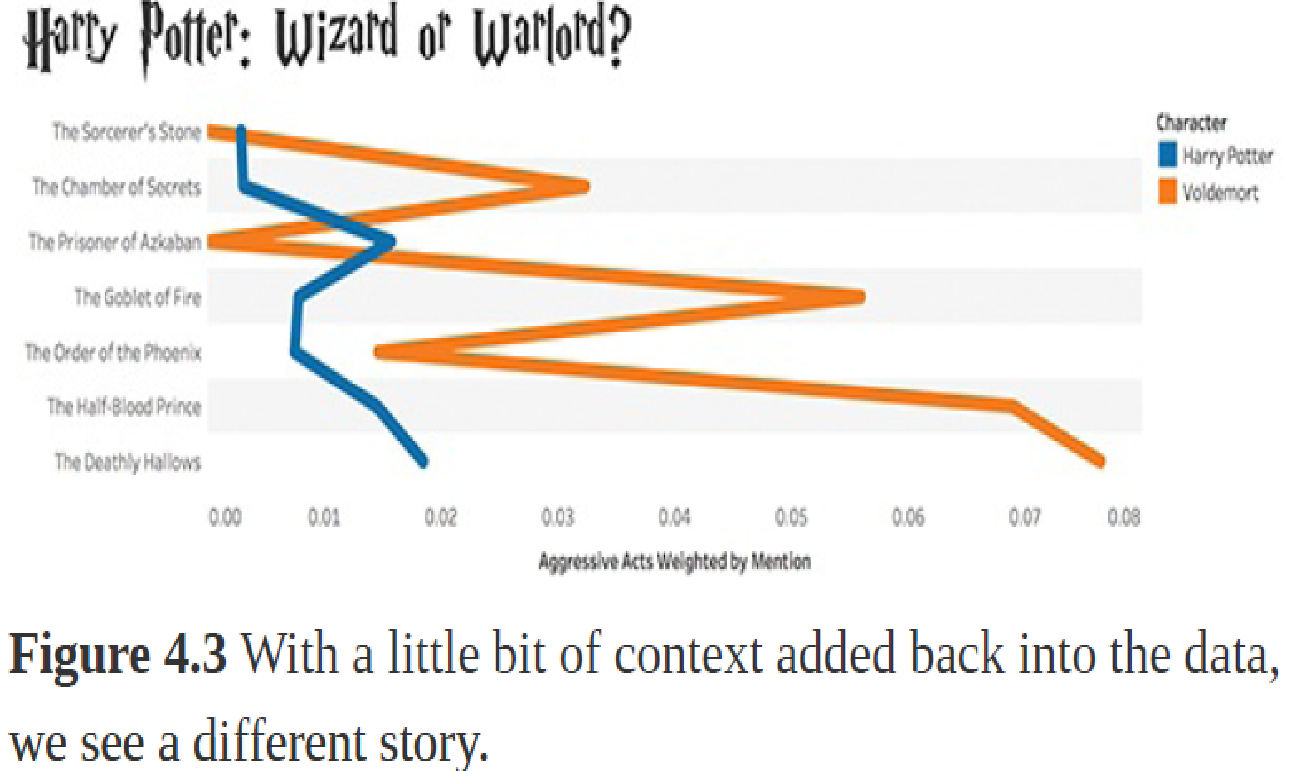 Harry Potter: Wizard or Warlord?
Character
Harry Potter
Voldemort
The Sorcerer's Stone
The Chamber of Secrets
The Prisoner of Azkaban
The Goblet of Fire
The Order of the Phoenix
The Half-Blood Prince
The Deathly Hallows
0.00 0.01 0.02 0.03 0.04 0.05 0.06 0.07 0.08
Aggressive Acts Weighted by Mention
Figure 4.3 With a little bit of context added back into the data,
we see a different story.